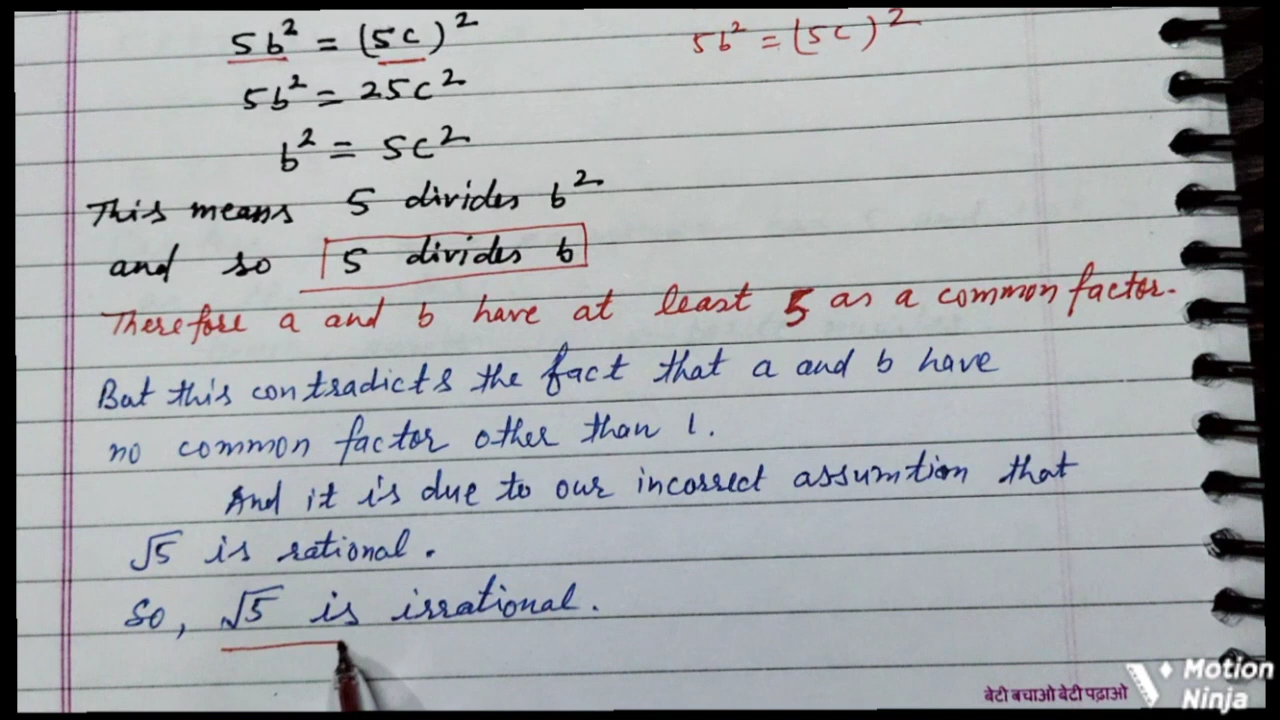 5b² = (5c)² 5b² = (5c)²
5b² = 25c²
b² = 5c²
This means 5 divides b²
and so 5 divides b
Therefore a and b have at least 5 as a common factor.
But this contradicts the fact that a and b have
no common factor other than 1.
And it is due to our incorrect assumtion that
√5 is rational.
So, √5 is irrational.
Motion
Ninja
बेटी बचाओ बेटी पढ़ाओ